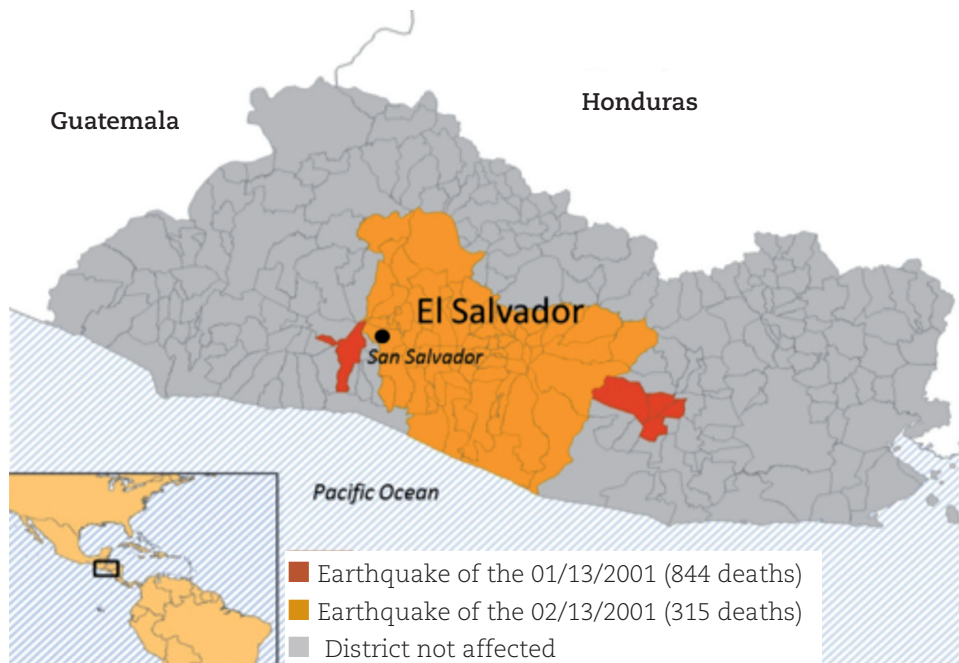 Honduras
Guatemala
El Salvador
San Salvador
Pacific Ocean
Earthquake of the 01/13/2001 (844 deaths)
Earthquake of the 02/13/2001 (315 deaths)
District not affected